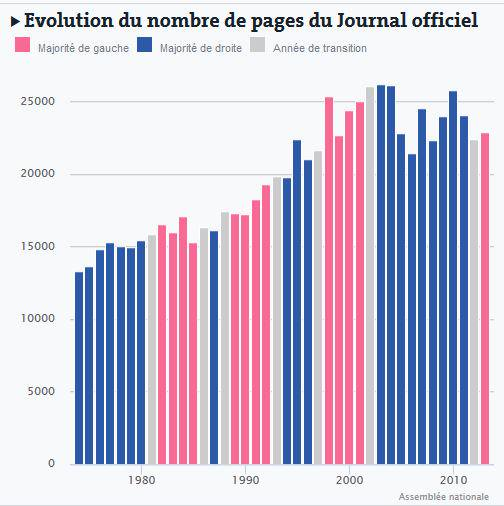 Evolution du nombre de pages du Journal officiel
Majorité de gauche Majorité de droite Année de transition
25000
20000
15000
10000
5000
0
1980 1990 2000 2010
Assemblée nationale